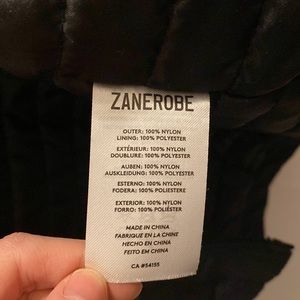 ZANEROBE
OUTER: 100% NYLON
LINING: 100% POLYESTER
EXTÉRIEUR: 100% NYLON
DOUBLURE: 100% POLYESTER
AUBEN: 100% NYLON
AUSKLEIDUNG: 100% POLYESTER
ESTERNO: 100% NYLON
FODERA: 100% POLIESTERE
EXTERIOR: 100% NYLON
FORRO: 100% POLIÉSTER
MADE IN CHINA
FABRIQUÉ EN LA CHINE
HECHO EN CHINA
FEITO EM CHINA
CA #54155